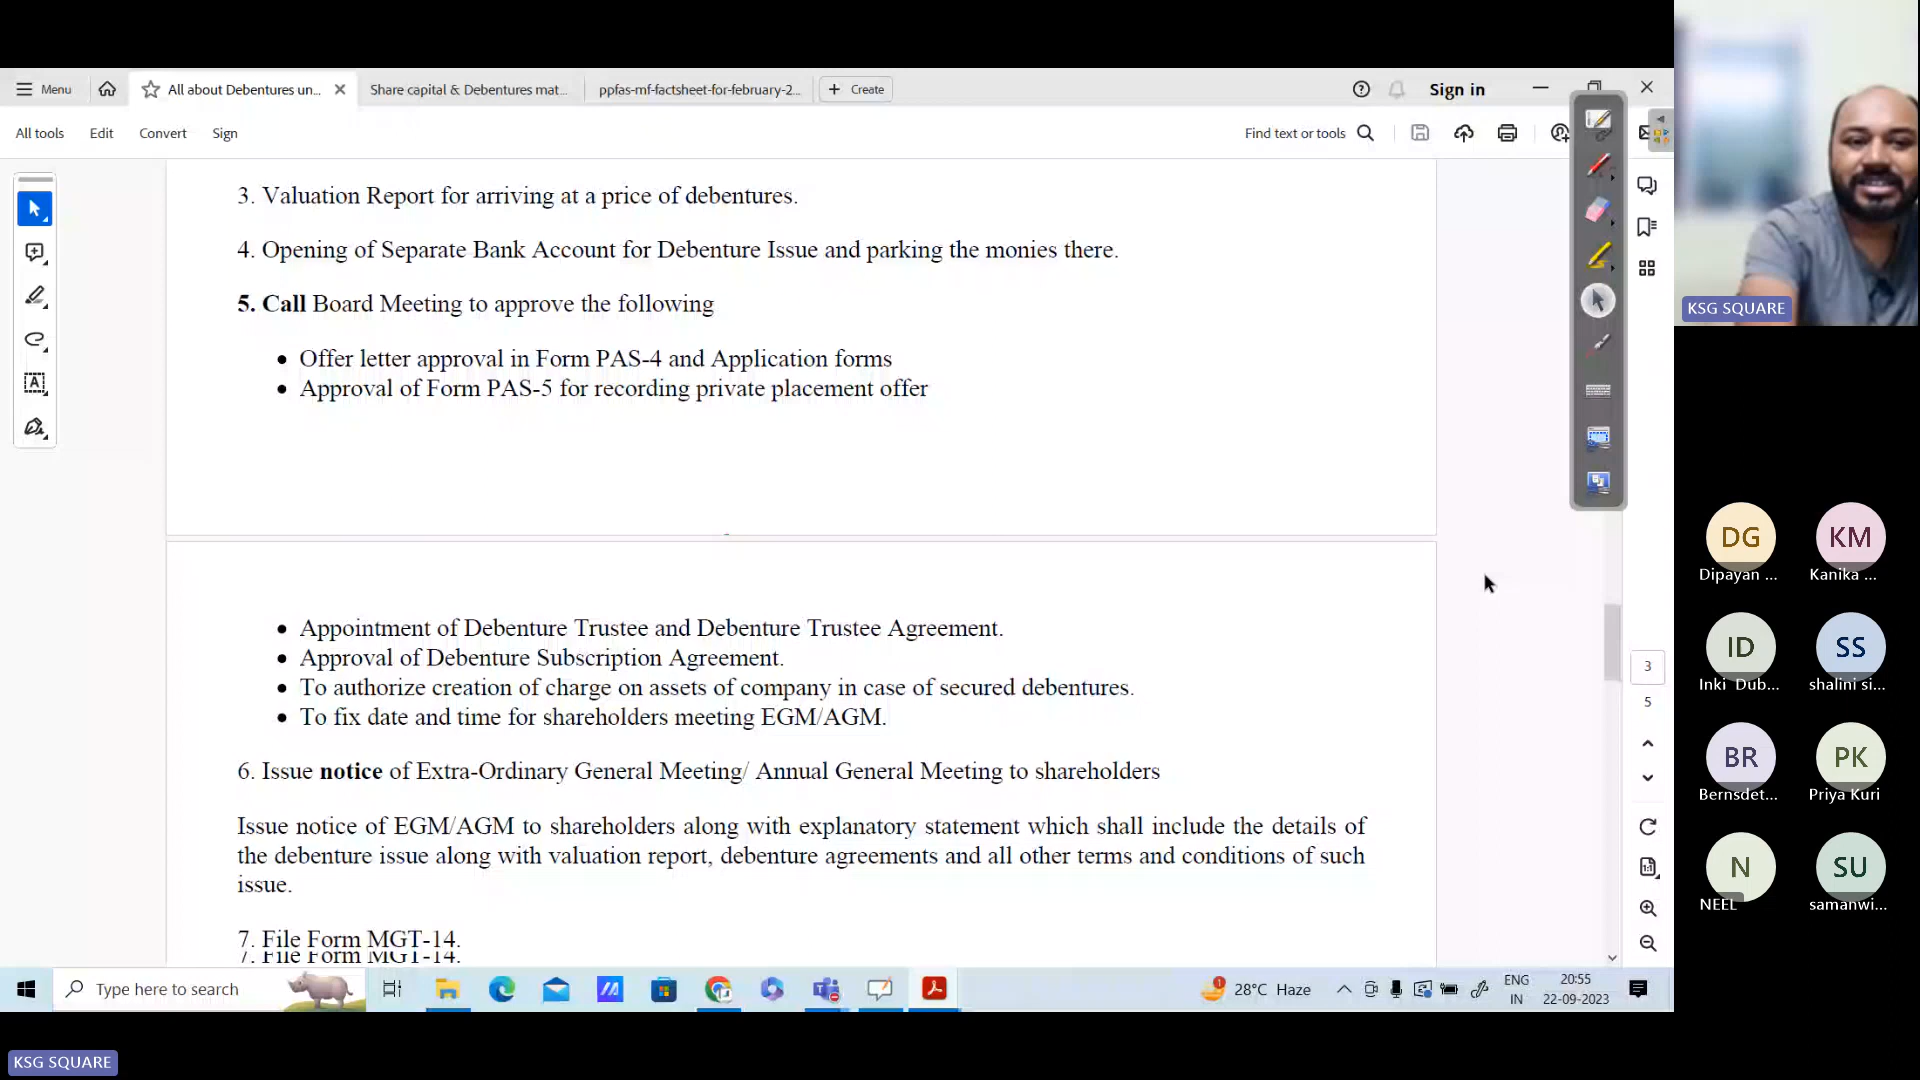 Menu
All about Debentures un...
Share capital & Debentures mat...
ppfas-mf-factsheet-for-february-2...
+ Create
Sign in
All tools
Edit
Convert
Sign
Find text or tools
3. Valuation Report for arriving at a price of debentures.
4. Opening of Separate Bank Account for Debenture Issue and parking the monies there.
5. Call Board Meeting to approve the following
• Offer letter approval in Form PAS-4 and Application forms
• Approval of Form PAS-5 for recording private placement offer
• Appointment of Debenture Trustee and Debenture Trustee Agreement.
• Approval of Debenture Subscription Agreement.
• To authorize creation of charge on assets of company in case of secured debentures.
• To fix date and time for shareholders meeting EGM/AGM.
6. Issue notice of Extra-Ordinary General Meeting/ Annual General Meeting to shareholders
Issue notice of EGM/AGM to shareholders along with explanatory statement which shall include the details of
the debenture issue along with valuation report, debenture agreements and all other terms and conditions of such
issue.
7. File Form MGT-14.
7. File Form MGT-14.
3
5
KSG SQUARE
DG
Dipayan ...
KM
Kanika ...
ID
Inki Dub...
SS
shalini si...
BR
Bernsdet...
PK
Priya Kuri
N
NEEL
SU
samanwi...
Type here to search
1
28°C Haze
ENG
IN
20:55
22-09-2023
KSG SQUARE